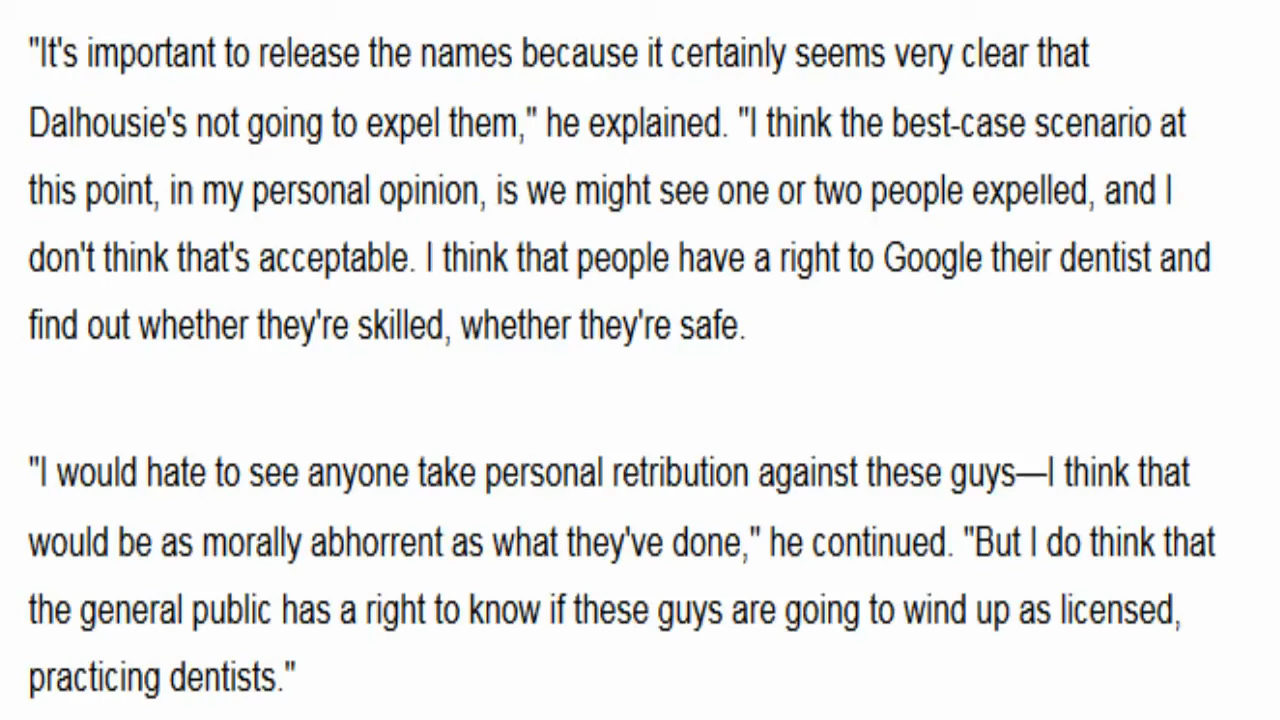 "It's important to release the names because it certainly seems very clear that
Dalhousie's not going to expel them," he explained. "I think the best-case scenario at
this point, in my personal opinion, is we might see one or two people expelled, and I
don't think that's acceptable. I think that people have a right to Google their dentist and
find out whether they're skilled, whether they're safe.
"I would hate to see anyone take personal retribution against these guys—I think that
would be as morally abhorrent as what they've done," he continued. "But I do think that
the general public has a right to know if these guys are going to wind up as licensed,
practicing dentists."